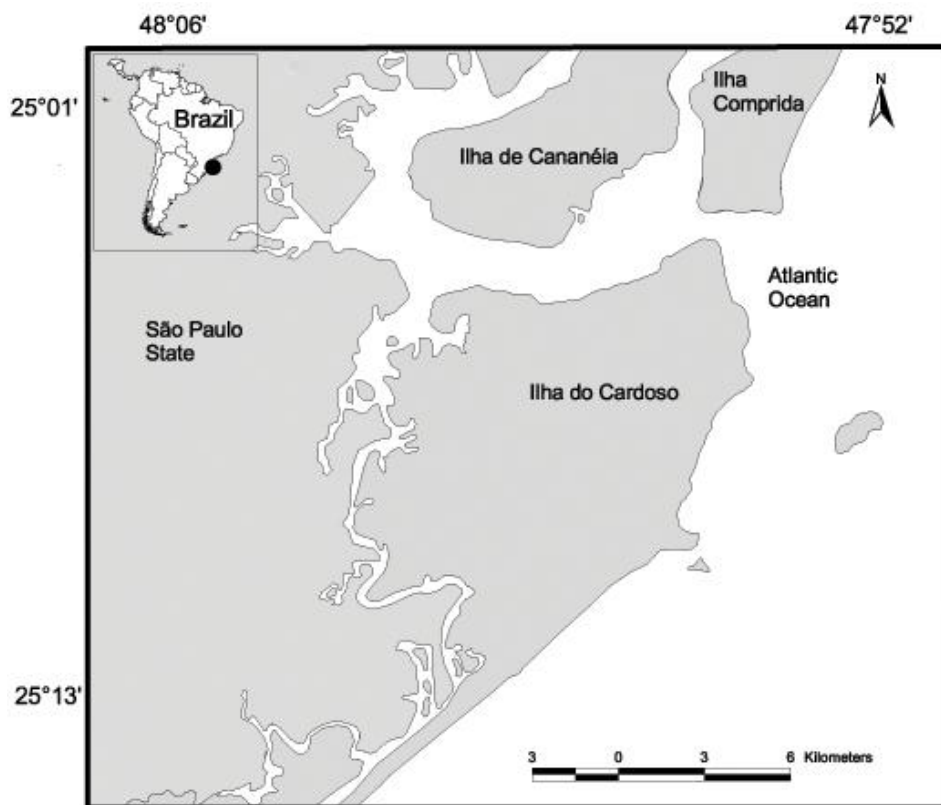 48°06'
47°52'
25°01'
Brazil
Ilha
Comprida
N
Ilha de Cananéia
Atlantic
Ocean
São Paulo
State
Ilha do Cardoso
25°13'
3 0 3 6 Kilometers